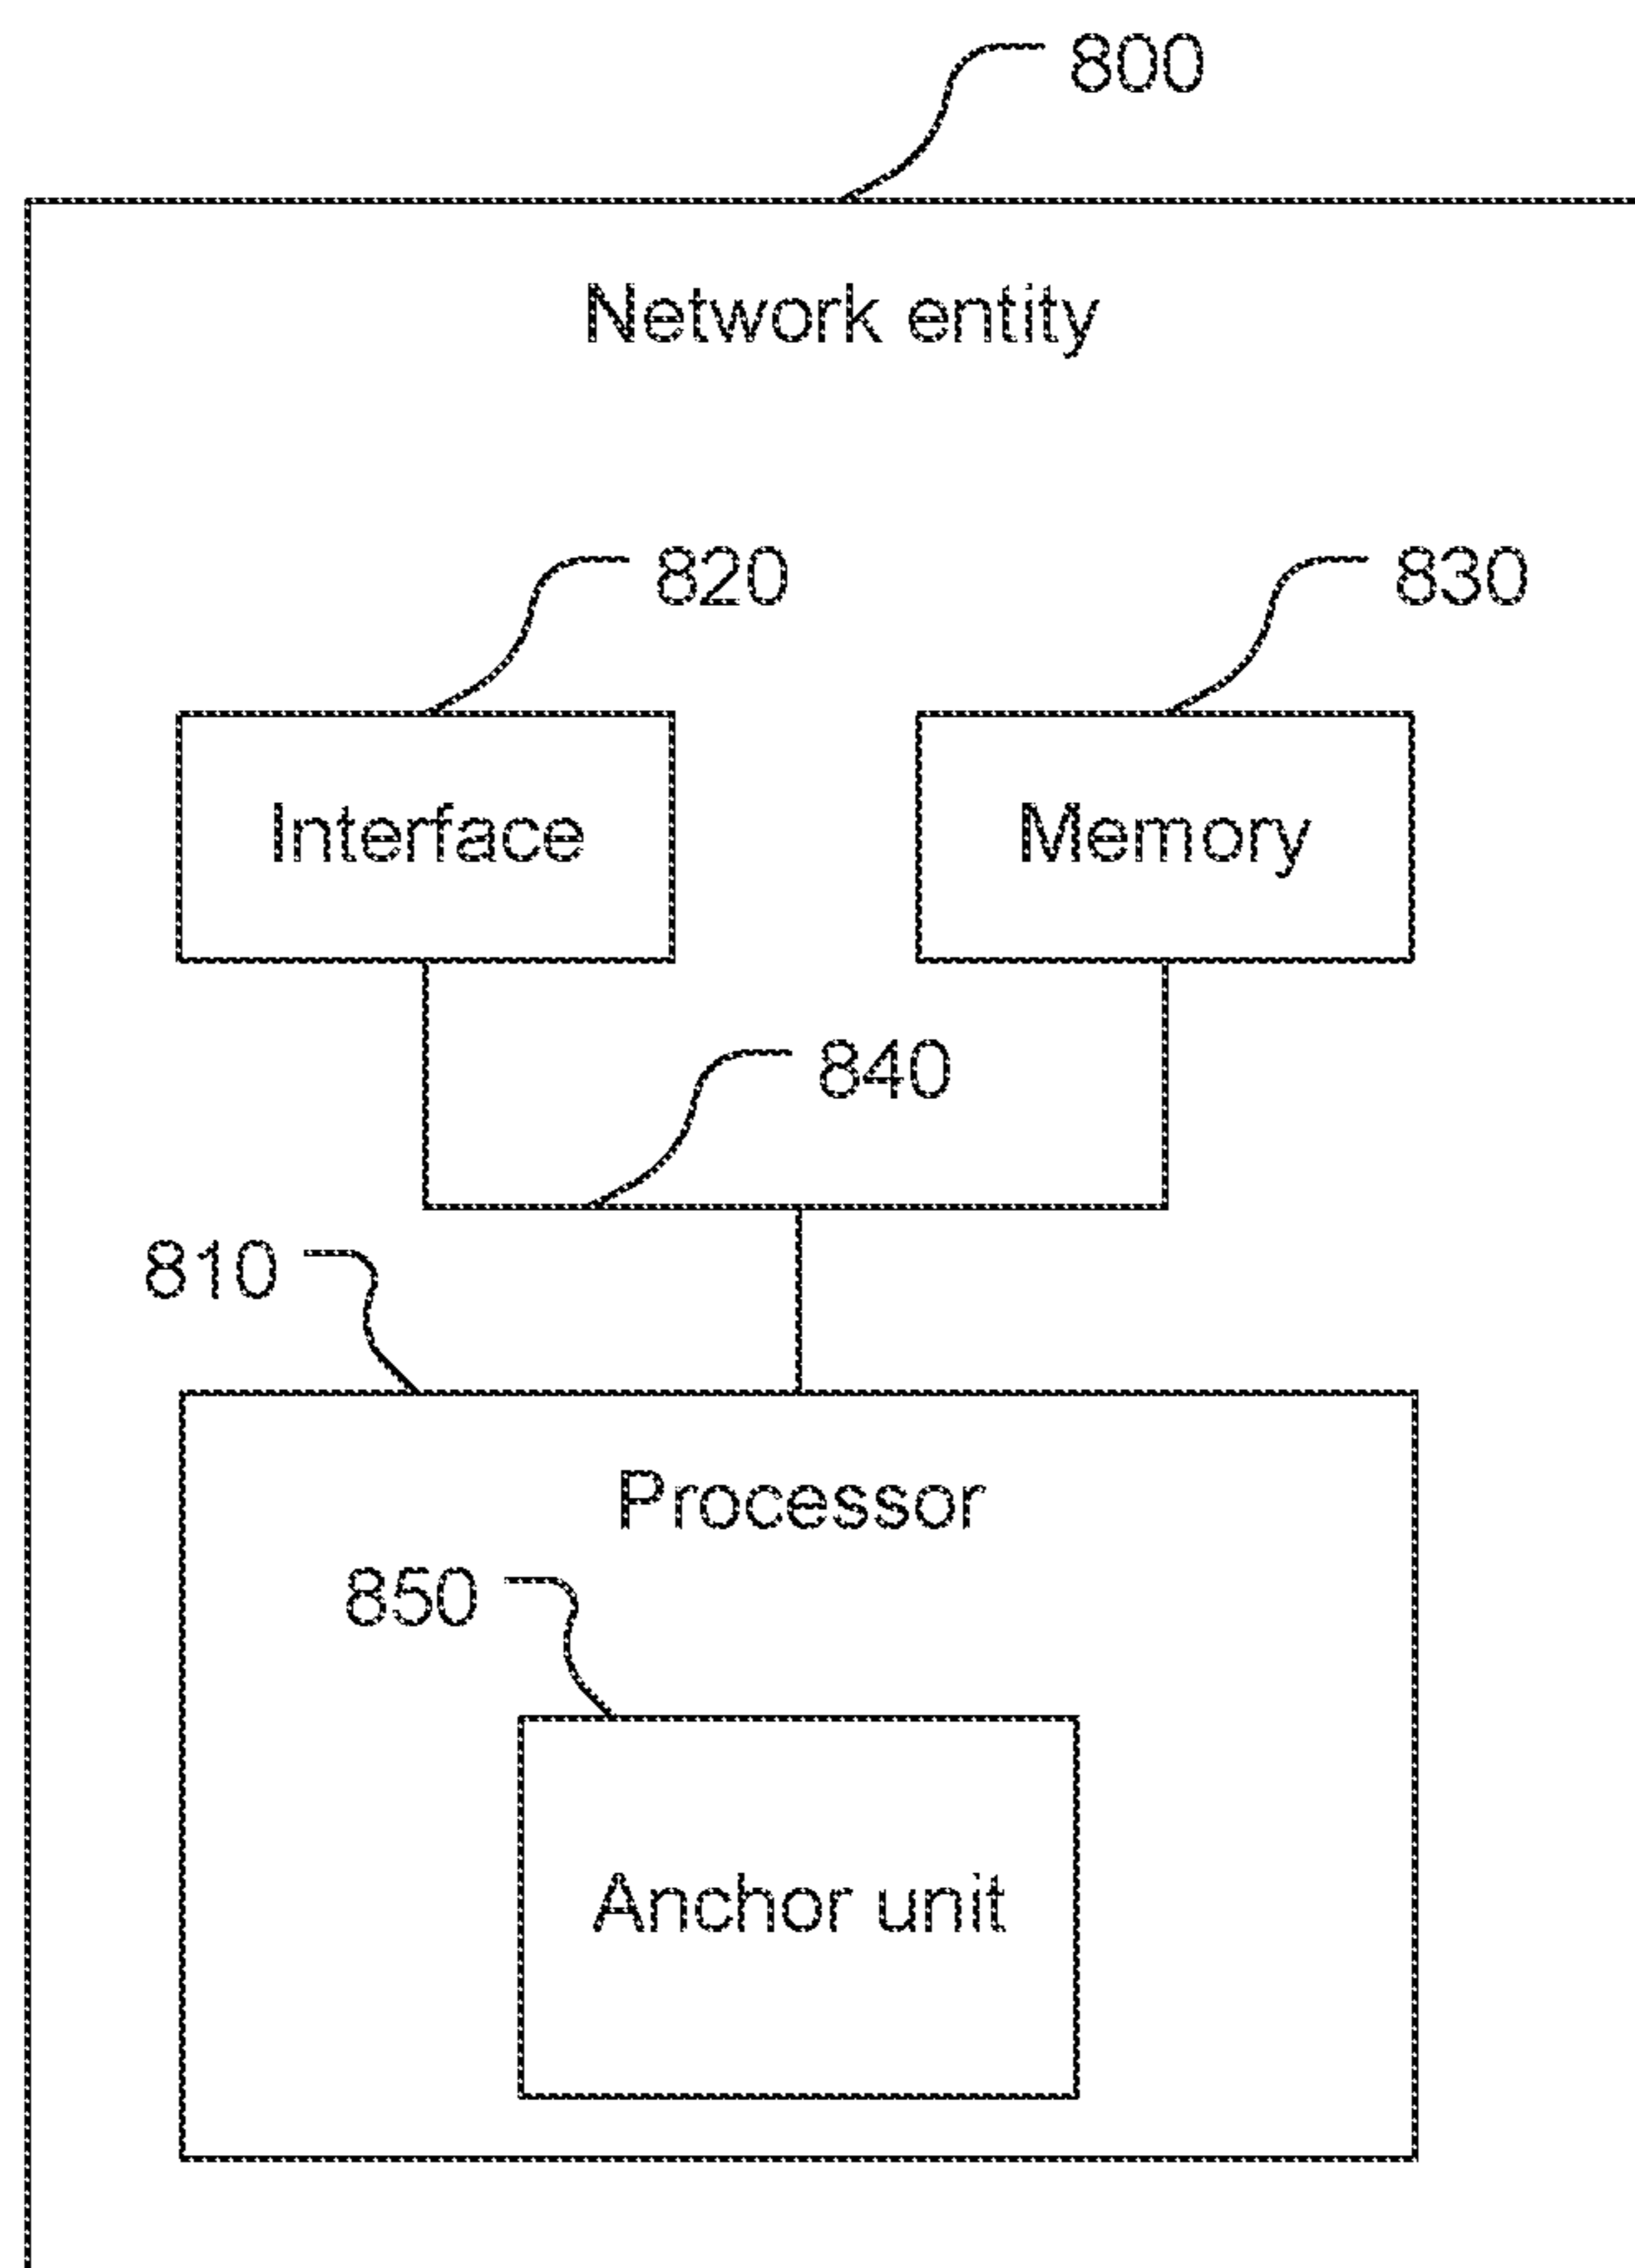 800
Network entity
820
830
Interface
Memory
840
810
Processor
850
Anchor unit